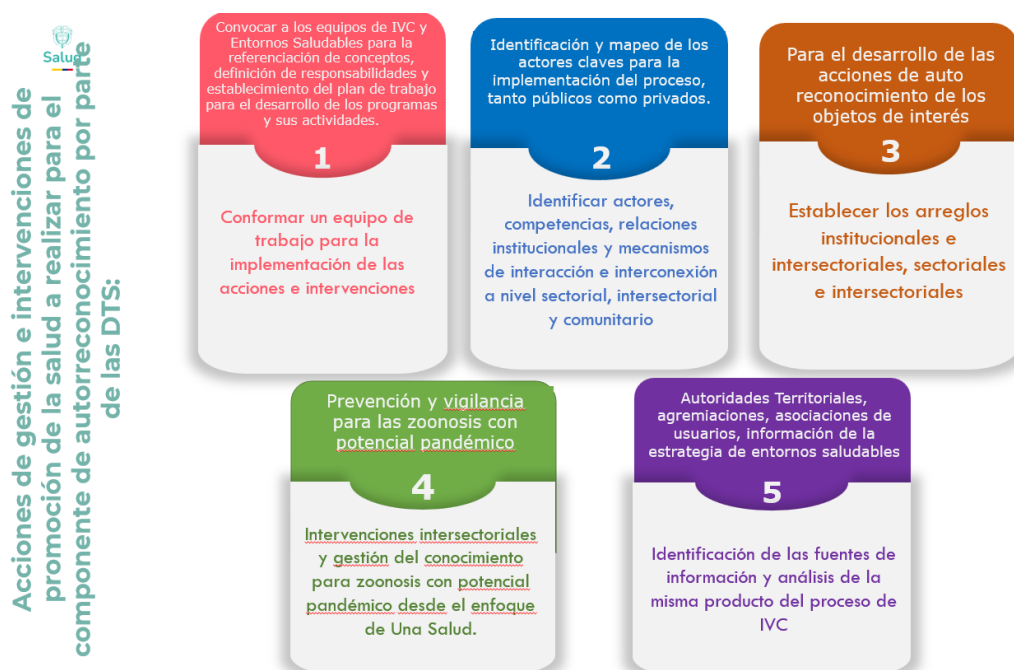 Salud
Acciones de gestión e intervenciones de
promoción de la salud a realizar para el
componente de autorreconocimiento por parte
de las DTS:
Convocar a los equipos de IVC y
Entornos Saludables para la
referenciación de conceptos,
definición de responsabilidades y
establecimiento del plan de trabajo
para el desarrollo de los programas
y sus actividades.
1
Conformar un equipo de
trabajo para la
implementación de las
acciones e intervenciones
Identificación y mapeo de los
actores claves para la
implementación del proceso,
tanto públicos como privados.
2
Identificar actores,
competencias, relaciones
institucionales y mecanismos
de interacción e interconexión
a nivel sectorial, intersectorial
y comunitario
Para el desarrollo de las
acciones de auto
reconocimiento de los
objetos de interés
3
Establecer los arreglos
institucionales e
intersectoriales, sectoriales
e intersectoriales
Prevención y vigilancia
para las zoonosis con
potencial pandémico
4
Intervenciones intersectoriales
y gestión del conocimiento
para zoonosis con potencial
pandémico desde el enfoque
de Una Salud.
Autoridades Territoriales,
agremiaciones, asociaciones de
usuarios, información de la
estrategia de entornos saludables
5
Identificación de las fuentes de
información y análisis de la
misma producto del proceso de
IVC